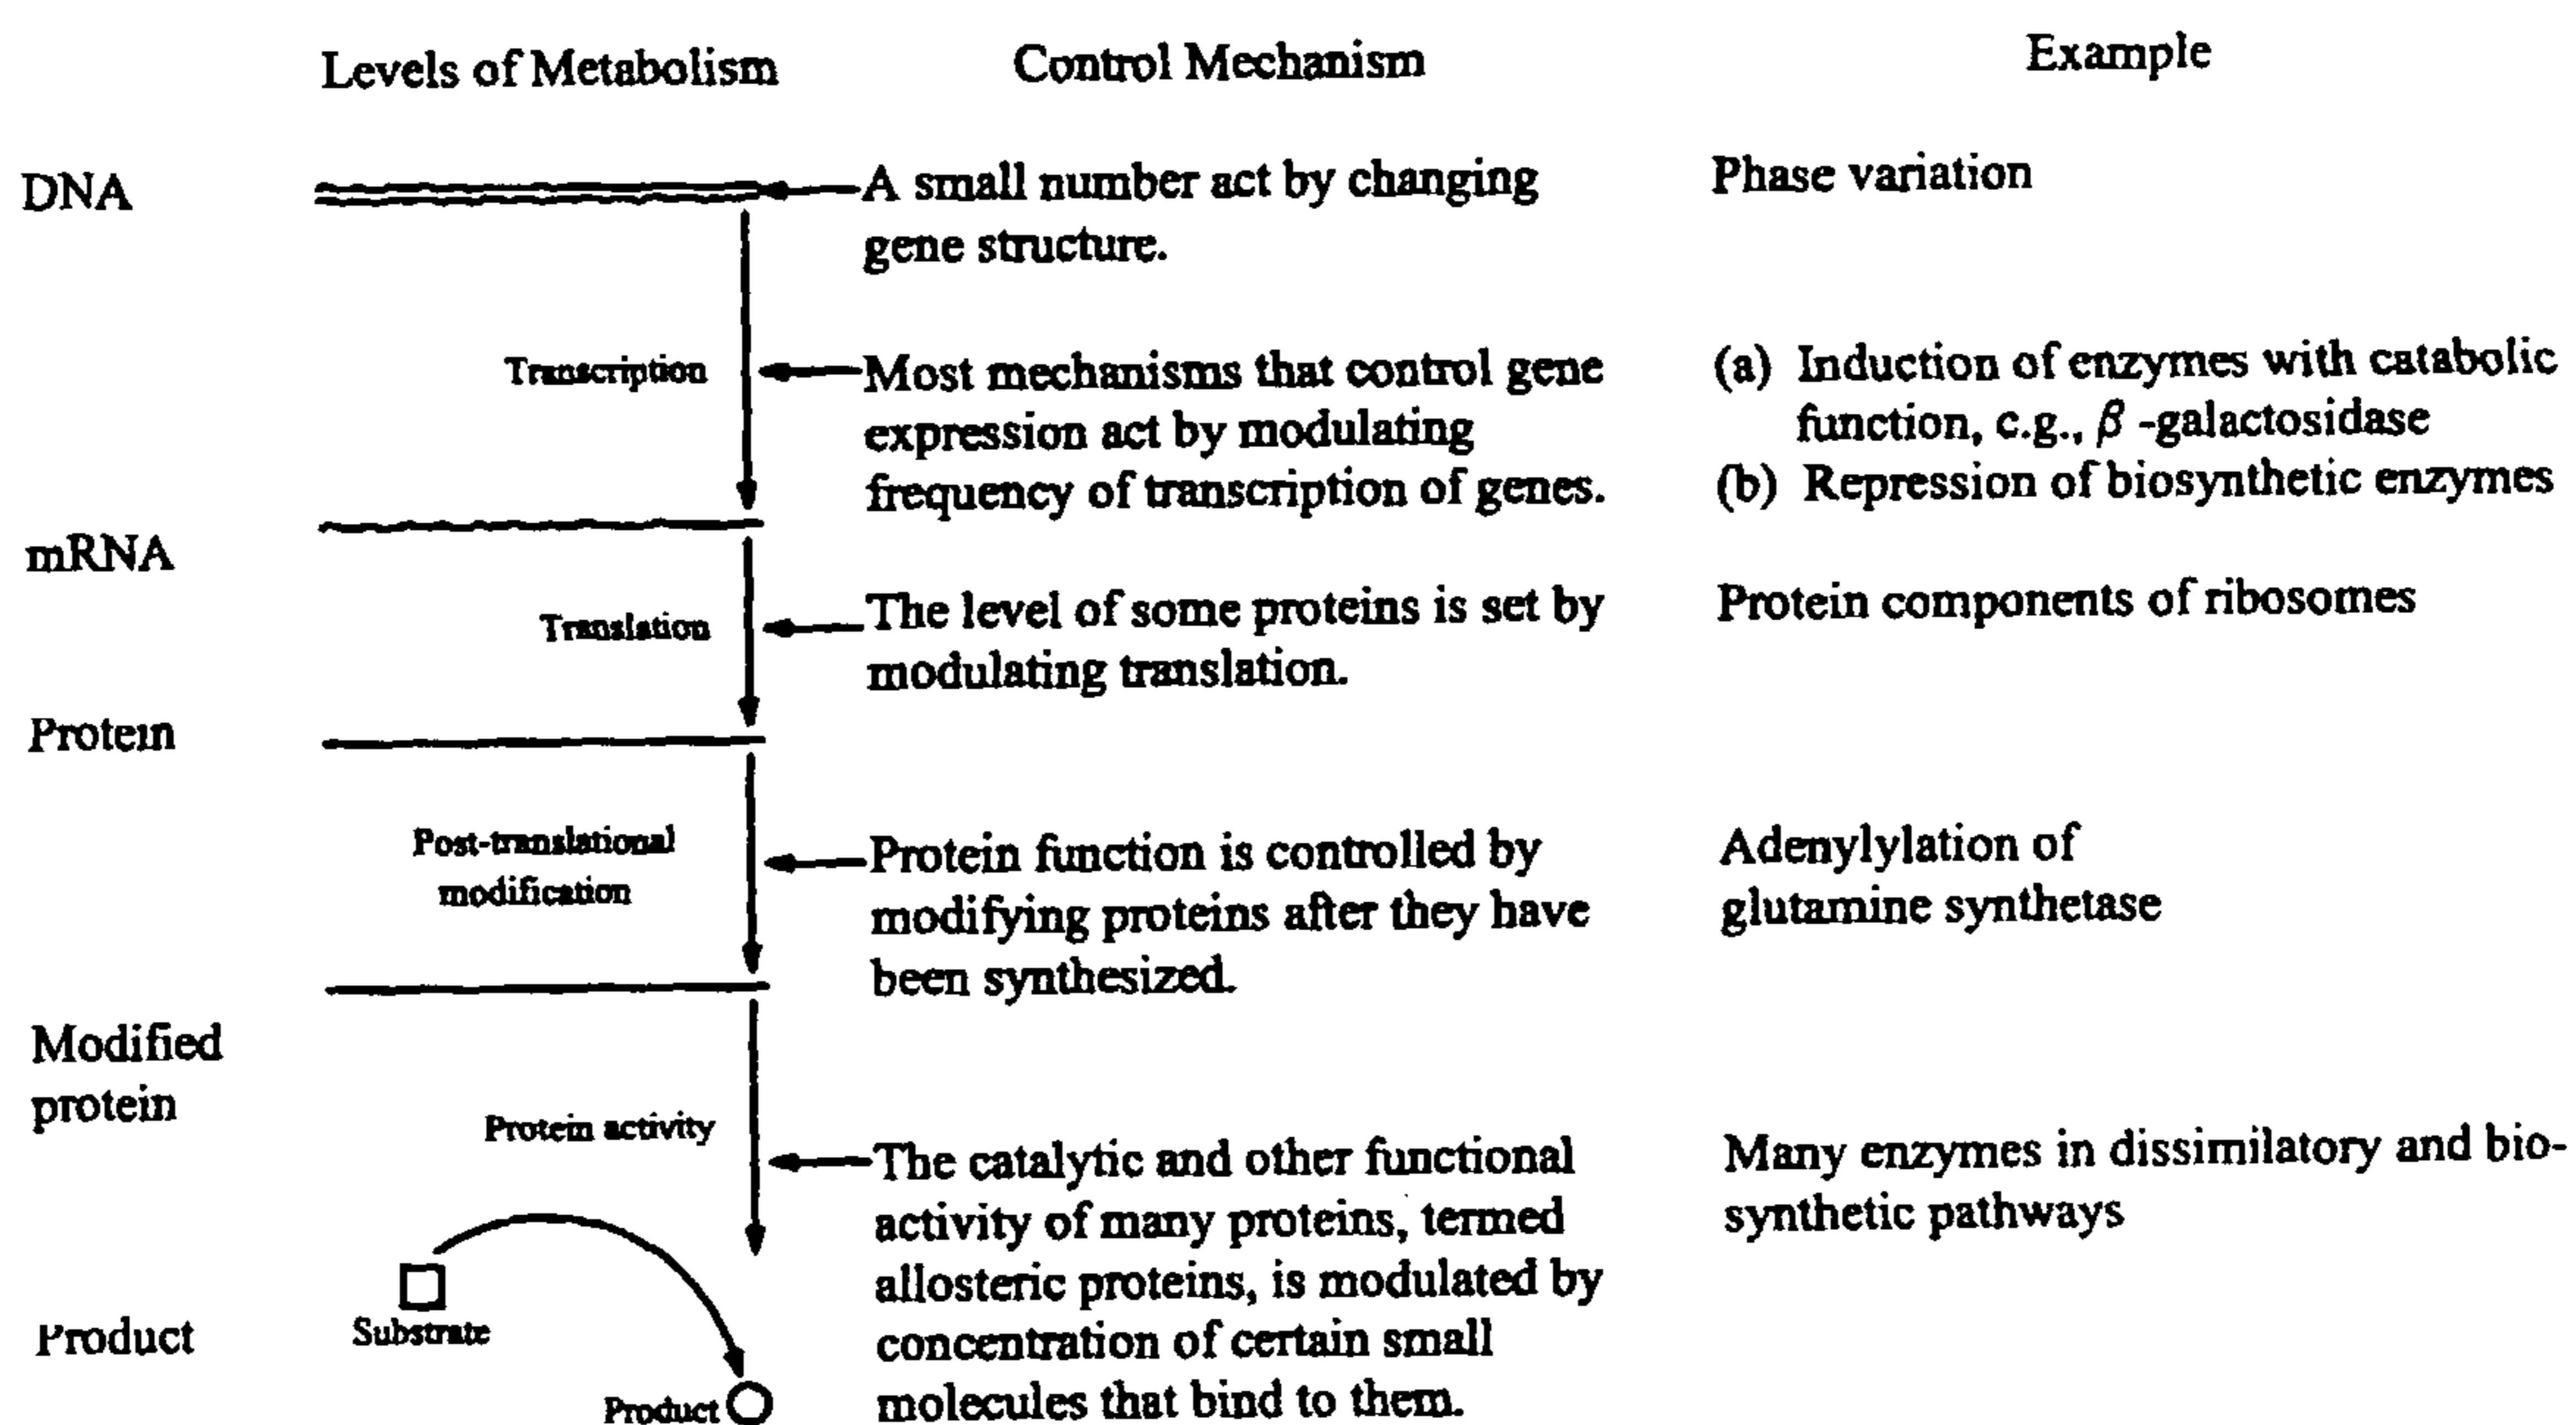 Levels of Metabolism Control Mechanism Example
DNA
A small number act by changing
gene structure.
Phase variation
Transcription
Most mechanisms that control gene
expression act by modulating
frequency of transcription of genes.
(a) Induction of enzymes with catabolic
function, e.g., β -galactosidase
(b) Repression of biosynthetic enzymes
mRNA
Translation
The level of some proteins is set by
modulating translation.
Protein components of ribosomes
Protein
Post-translational
modification
Protein function is controlled by
modifying proteins after they have
been synthesized.
Adenylylation of
glutamine synthetase
Modified
protein
Protein activity
The catalytic and other functional
activity of many proteins, termed
allosteric proteins, is modulated by
concentration of certain small
molecules that bind to them.
Many enzymes in dissimilatory and bio-
synthetic pathways
Product
Substrate
Product